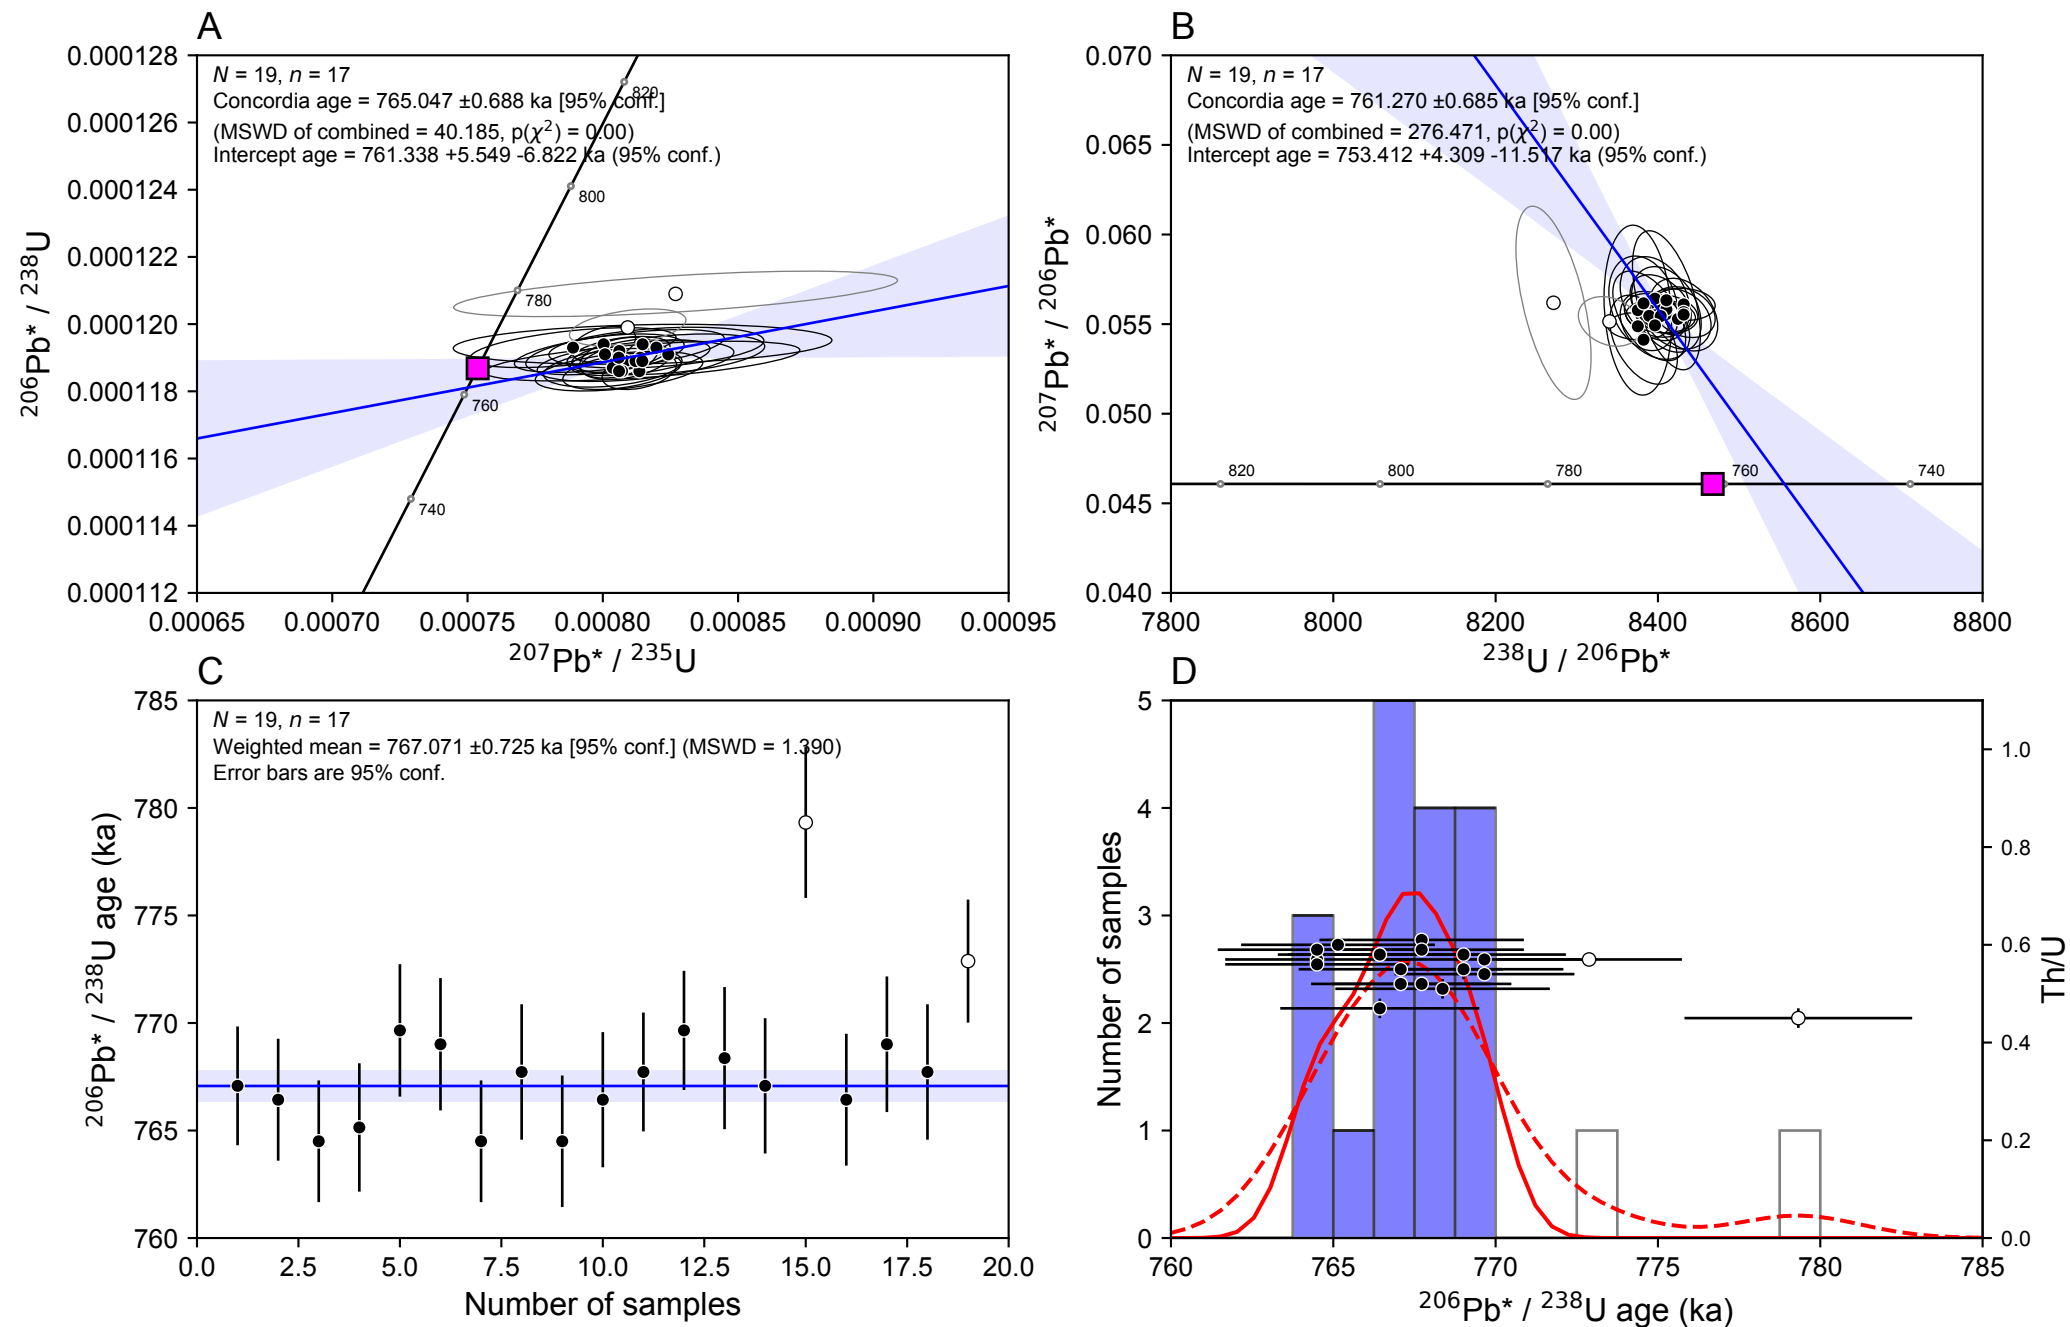 A
0.000128
0.000126
0.000124
0.000122
0.000120
0.000118
0.000116
0.000114
0.000112
206Pb* / 238U
N = 19, n = 17
Concordia age = 765.047 ±0.688 ka [95% conf.]
(MSWD of combined = 40.185, p(χ2) = 0.00)
Intercept age = 761.338 +5.549 -6.822 ka (95% conf.)
820
800
780
760
740
0.00065 0.00070 0.00075 0.00080 0.00085 0.00090 0.00095
207Pb* / 235U
B
0.070
0.065
0.060
0.055
0.050
0.045
0.040
207Pb* / 206Pb*
N = 19, n = 17
Concordia age = 761.270 ±0.685 ka [95% conf.]
(MSWD of combined = 276.471, p(χ2) = 0.00)
Intercept age = 753.412 +4.309 -11.517 ka (95% conf.)
820 800 780 760 740
7800 8000 8200 8400 8600 8800
238U / 206Pb*
C
785
780
775
770
765
760
206Pb* / 238U age (ka)
N = 19, n = 17
Weighted mean = 767.071 ±0.725 ka [95% conf.] (MSWD = 1.390)
Error bars are 95% conf.
0.0 2.5 5.0 7.5 10.0 12.5 15.0 17.5 20.0
Number of samples
D
5
4
3
2
1
0
Number of samples
1.0
0.8
0.6
0.4
0.2
0.0
Th/U
760 765 770 775 780 785
206Pb* / 238U age (ka)